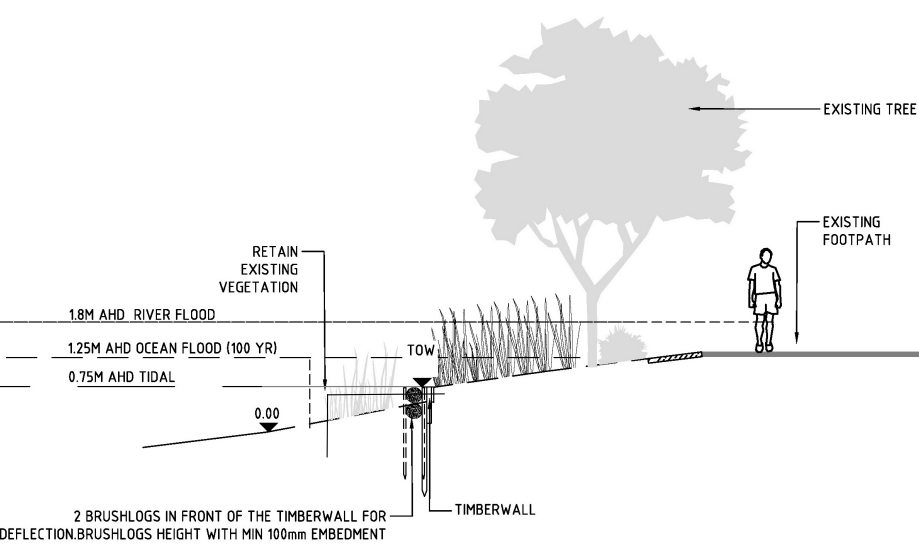 EXISTING TREE
EXISTING
FOOTPATH
RETAIN
EXISTING
VEGETATION
1.8M AHD RIVER FLOOD
1.25M AHD OCEAN FLOOD (100 YR)
TOW
0.75M AHD TIDAL
0.00
2 BRUSHLOGS IN FRONT OF THE TIMBERWALL FOR
DEFLECTION.BRUSHLOGS HEIGHT WITH MIN 100mm EMBEDMENT
TIMBERWALL